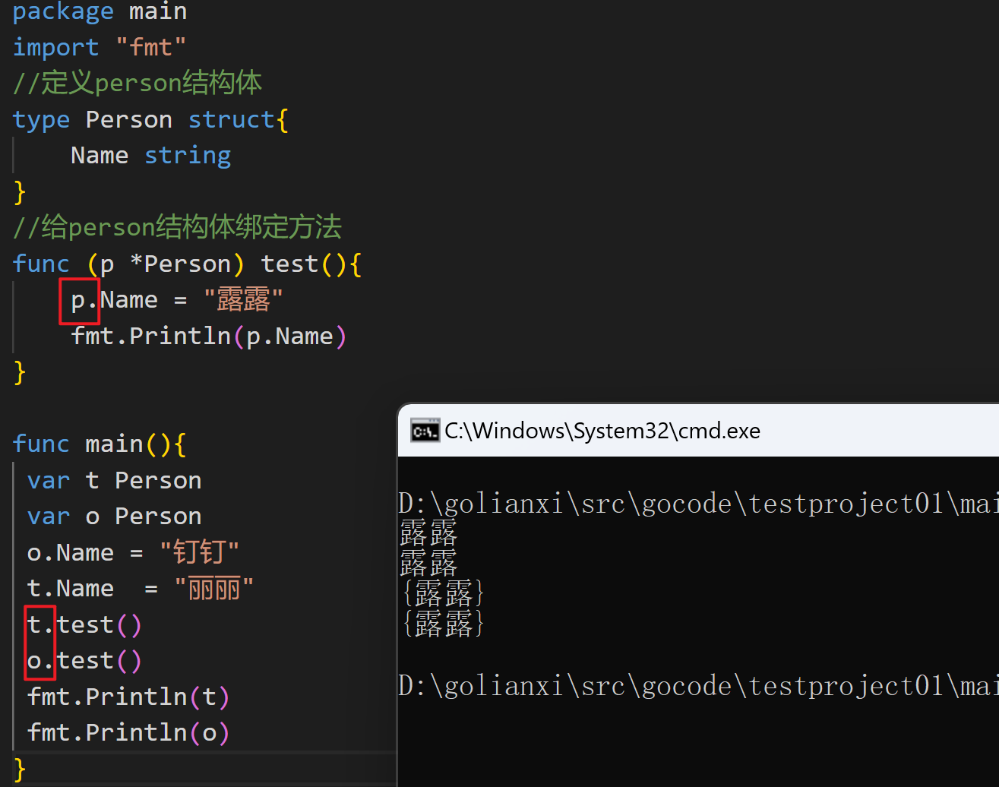 package main
import "fmt"
//定义person结构体
type Person struct{
    Name string
}
//给person结构体绑定方法
func (p *Person) test(){
    p.Name = "露露"
    fmt.Println(p.Name)
}
func main(){
 var t Person
 var o Person
 o.Name = "钉钉"
 t.Name  = "丽丽"
 t.test()
 o.test()
 fmt.Println(t)
 fmt.Println(o)
}
C:\Windows\System32\cmd.exe
D:\golianxi\src\gocode\testproject01\mai
露露
露露
{露露}
{露露}
D:\golianxi\src\gocode\testproject01\mai